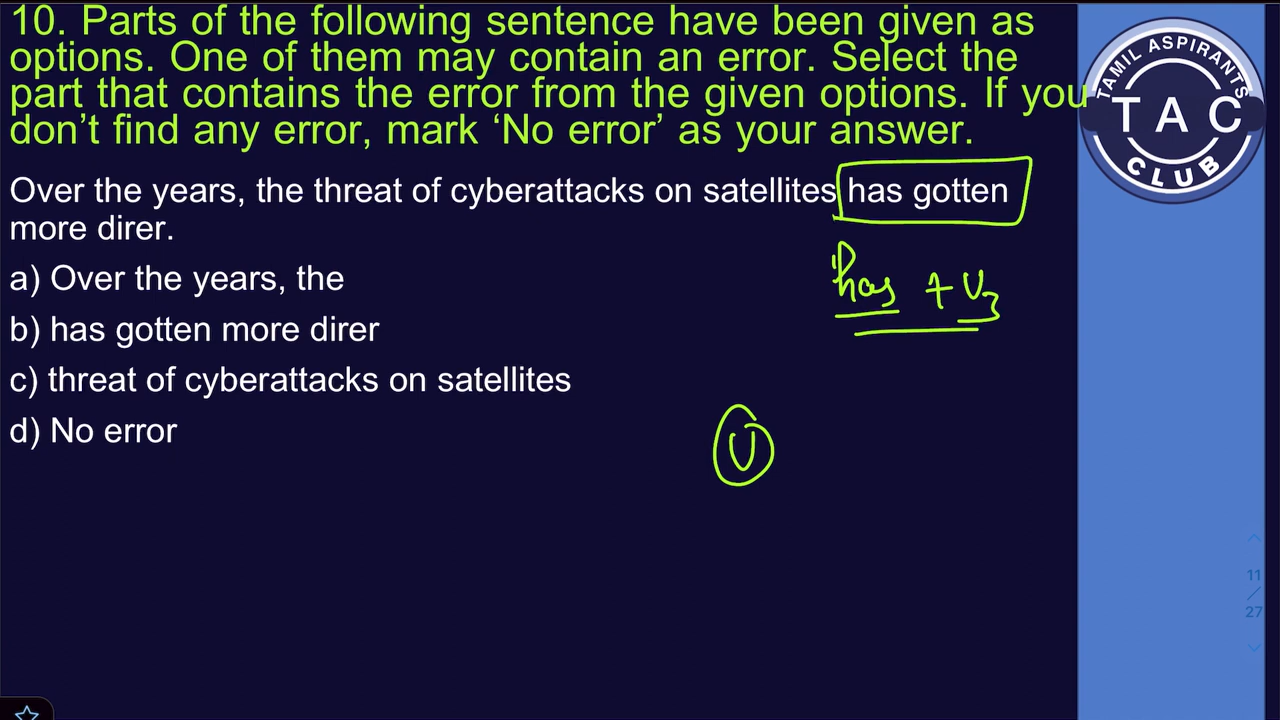 10. Parts of the following sentence have been given as
options. One of them may contain an error. Select the
part that contains the error from the given options. If you
don't find any error, mark ‘No error’ as your answer.
Over the years, the threat of cyberattacks on satellites has gotten
more direr.
has + V3
a) Over the years, the
b) has gotten more direr
c) threat of cyberattacks on satellites
d) No error
TAMIL ASPIRANTS
TAC
CLUB
11
/
27